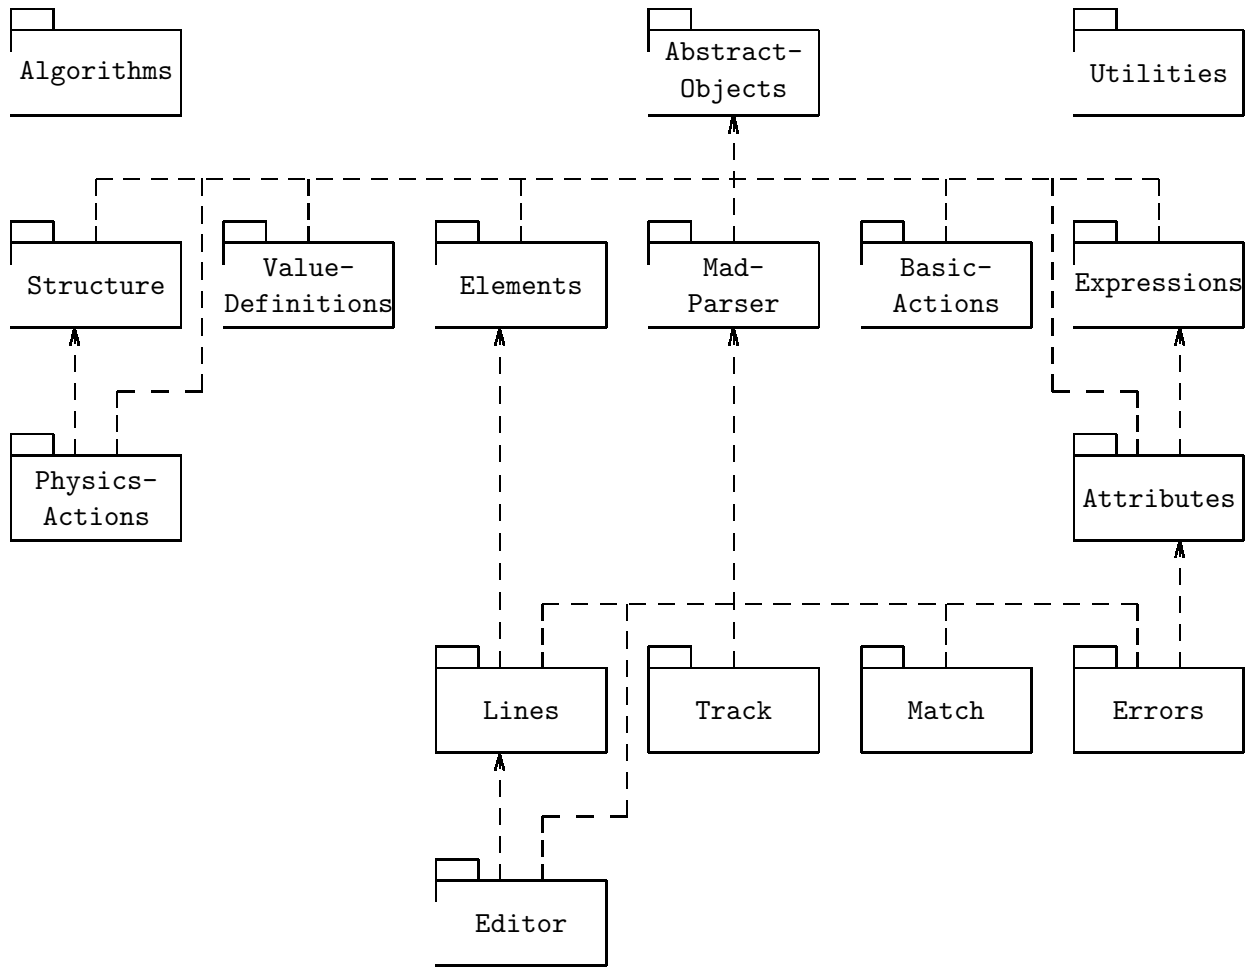 Algorithms
Abstract-
Objects
Utilities
Structure
Value-
Definitions
Elements
Mad-
Parser
Basic-
Actions
Expressions
Physics-
Actions
Attributes
Lines
Track
Match
Errors
Editor